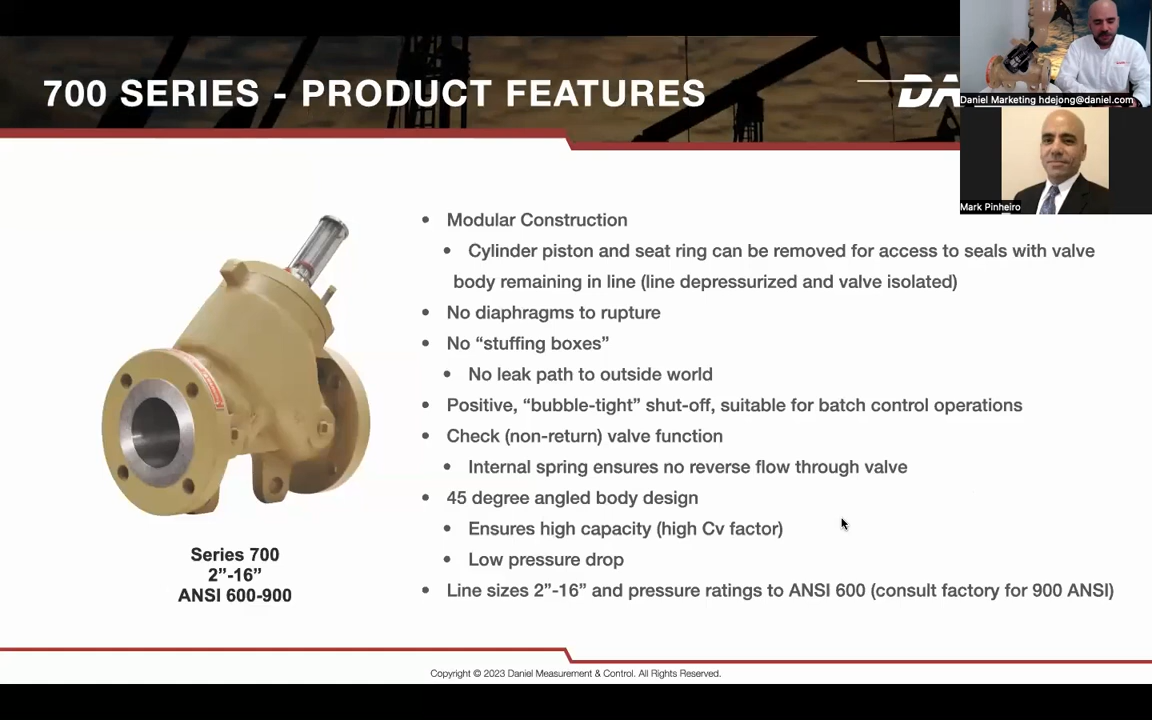 700 SERIES - PRODUCT FEATURES
DA
Daniel Marketing hdejong@daniel.com
Mark Pinheiro
• Modular Construction
• Cylinder piston and seat ring can be removed for access to seals with valve
body remaining in line (line depressurized and valve isolated)
• No diaphragms to rupture
• No “stuffing boxes”
• No leak path to outside world
• Positive, “bubble-tight” shut-off, suitable for batch control operations
• Check (non-return) valve function
• Internal spring ensures no reverse flow through valve
• 45 degree angled body design
• Ensures high capacity (high Cv factor)
• Low pressure drop
• Line sizes 2”-16” and pressure ratings to ANSI 600 (consult factory for 900 ANSI)
Series 700
2”-16”
ANSI 600-900
Copyright © 2023 Daniel Measurement & Control. All Rights Reserved.